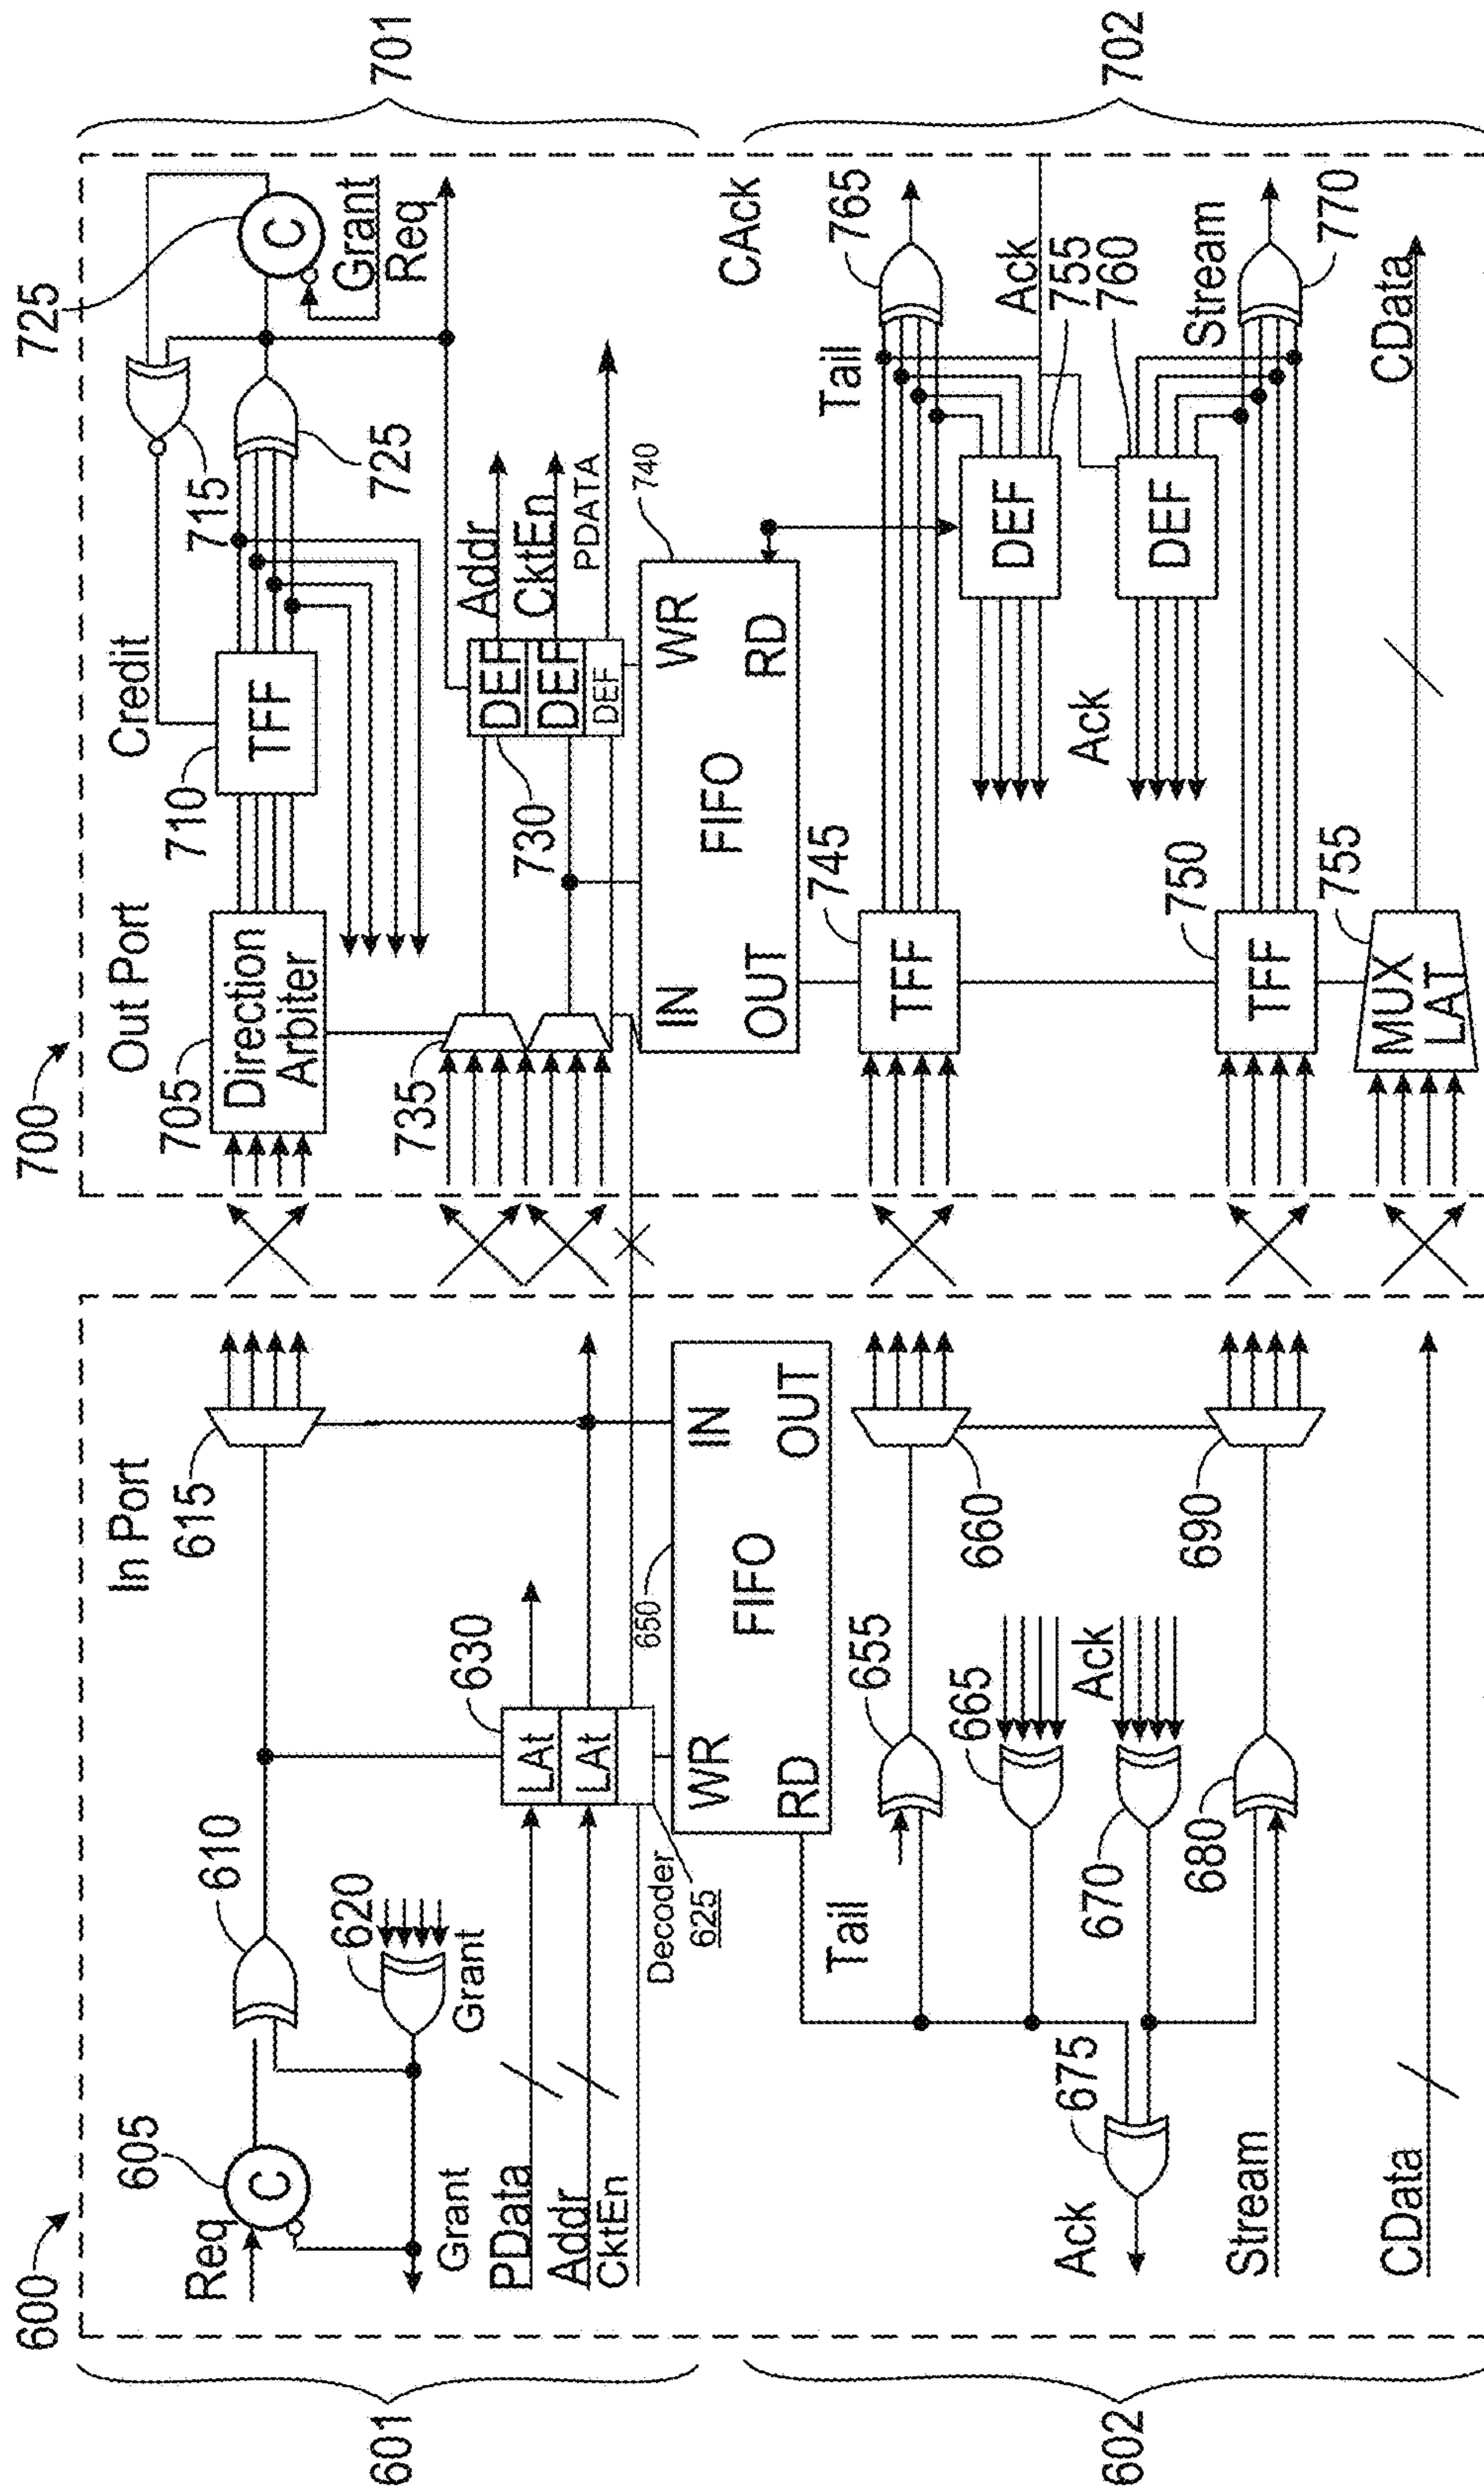 600
700
601
602
701
702
In Port
Req
605
C
610
615
620
Grant
Grant
PData
Addr
CktEn
630
LAt
LAt
Decoder
625
650
WR
IN
FIFO
RD
OUT
Tail
655
660
665
Ack
670
675
Ack
680
690
Stream
CData
Out Port
705
Direction
Arbiter
710
TFF
Credit
715
725
725
C
Grant
Req
735
730
DEF
DEF
DEF
Addr
CktEn
PDATA
740
IN
WR
FIFO
OUT
RD
745
TFF
Tail
765
CAck
DEF
Ack
755
760
Ack
DEF
750
TFF
Stream
770
755
MUX
LAT
CData